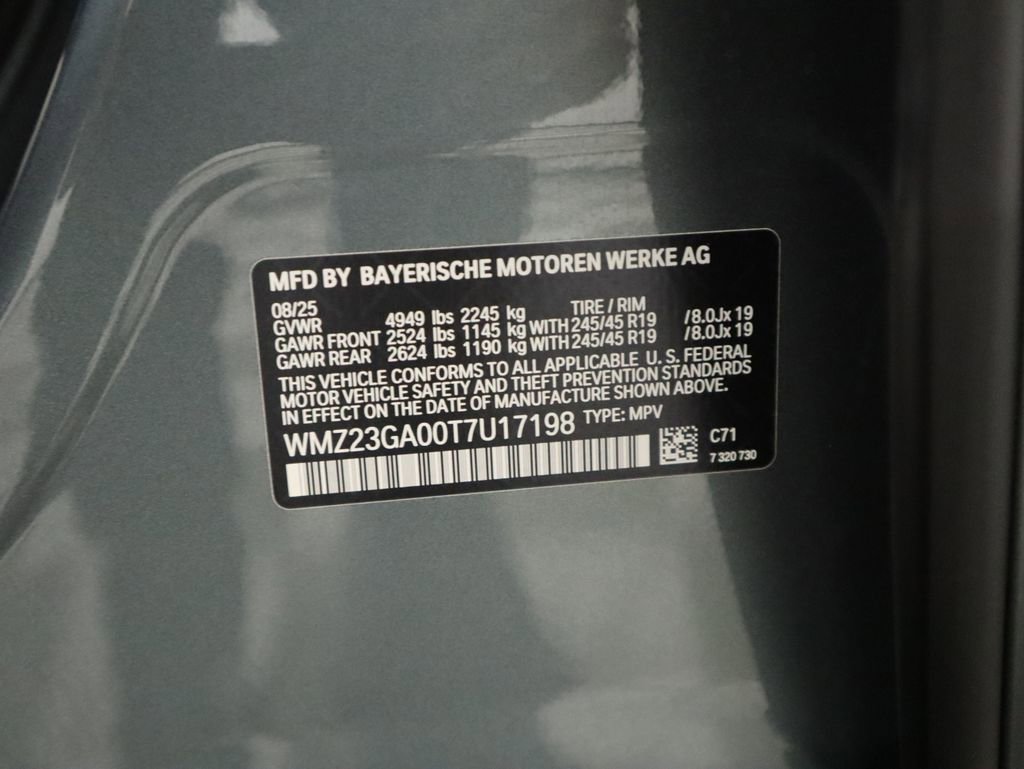 MFD BY BAYERISCHE MOTOREN WERKE AG
08/25 TIRE / RIM
GVWR 4949 lbs 2245 kg
GAWR FRONT 2524 lbs 1145 kg WITH 245/45 R19 /8.0Jx 19
GAWR REAR 2624 lbs 1190 kg WITH 245/45 R19 /8.0Jx 19
THIS VEHICLE CONFORMS TO ALL APPLICABLE U. S. FEDERAL
MOTOR VEHICLE SAFETY AND THEFT PREVENTION STANDARDS
IN EFFECT ON THE DATE OF MANUFACTURE SHOWN ABOVE.
WMZ23GA00T7U17198 TYPE: MPV
C71
7 320 730